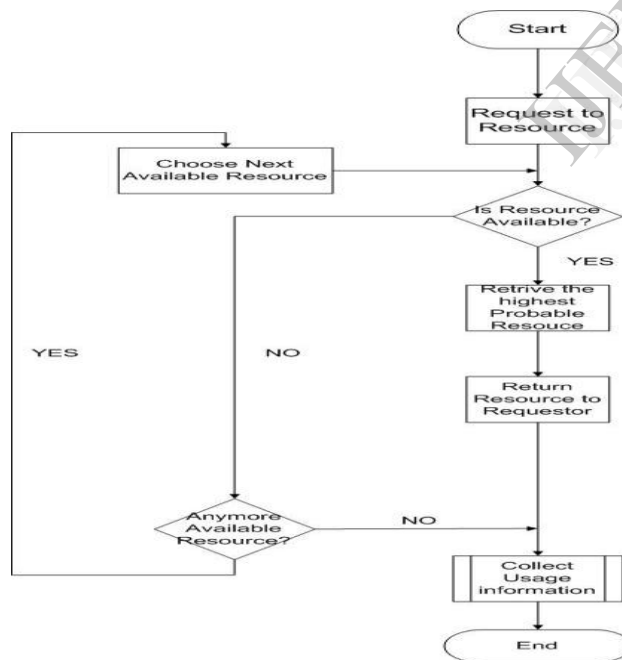 Start
Request to
Resource
Choose Next
Available Resource
Is Resource
Available?
YES
Retrive the
highest
Probable
Resouce
YES
NO
Return
Resource to
Requestor
Anymore
Available
Resource?
NO
Collect
Usage
information
End